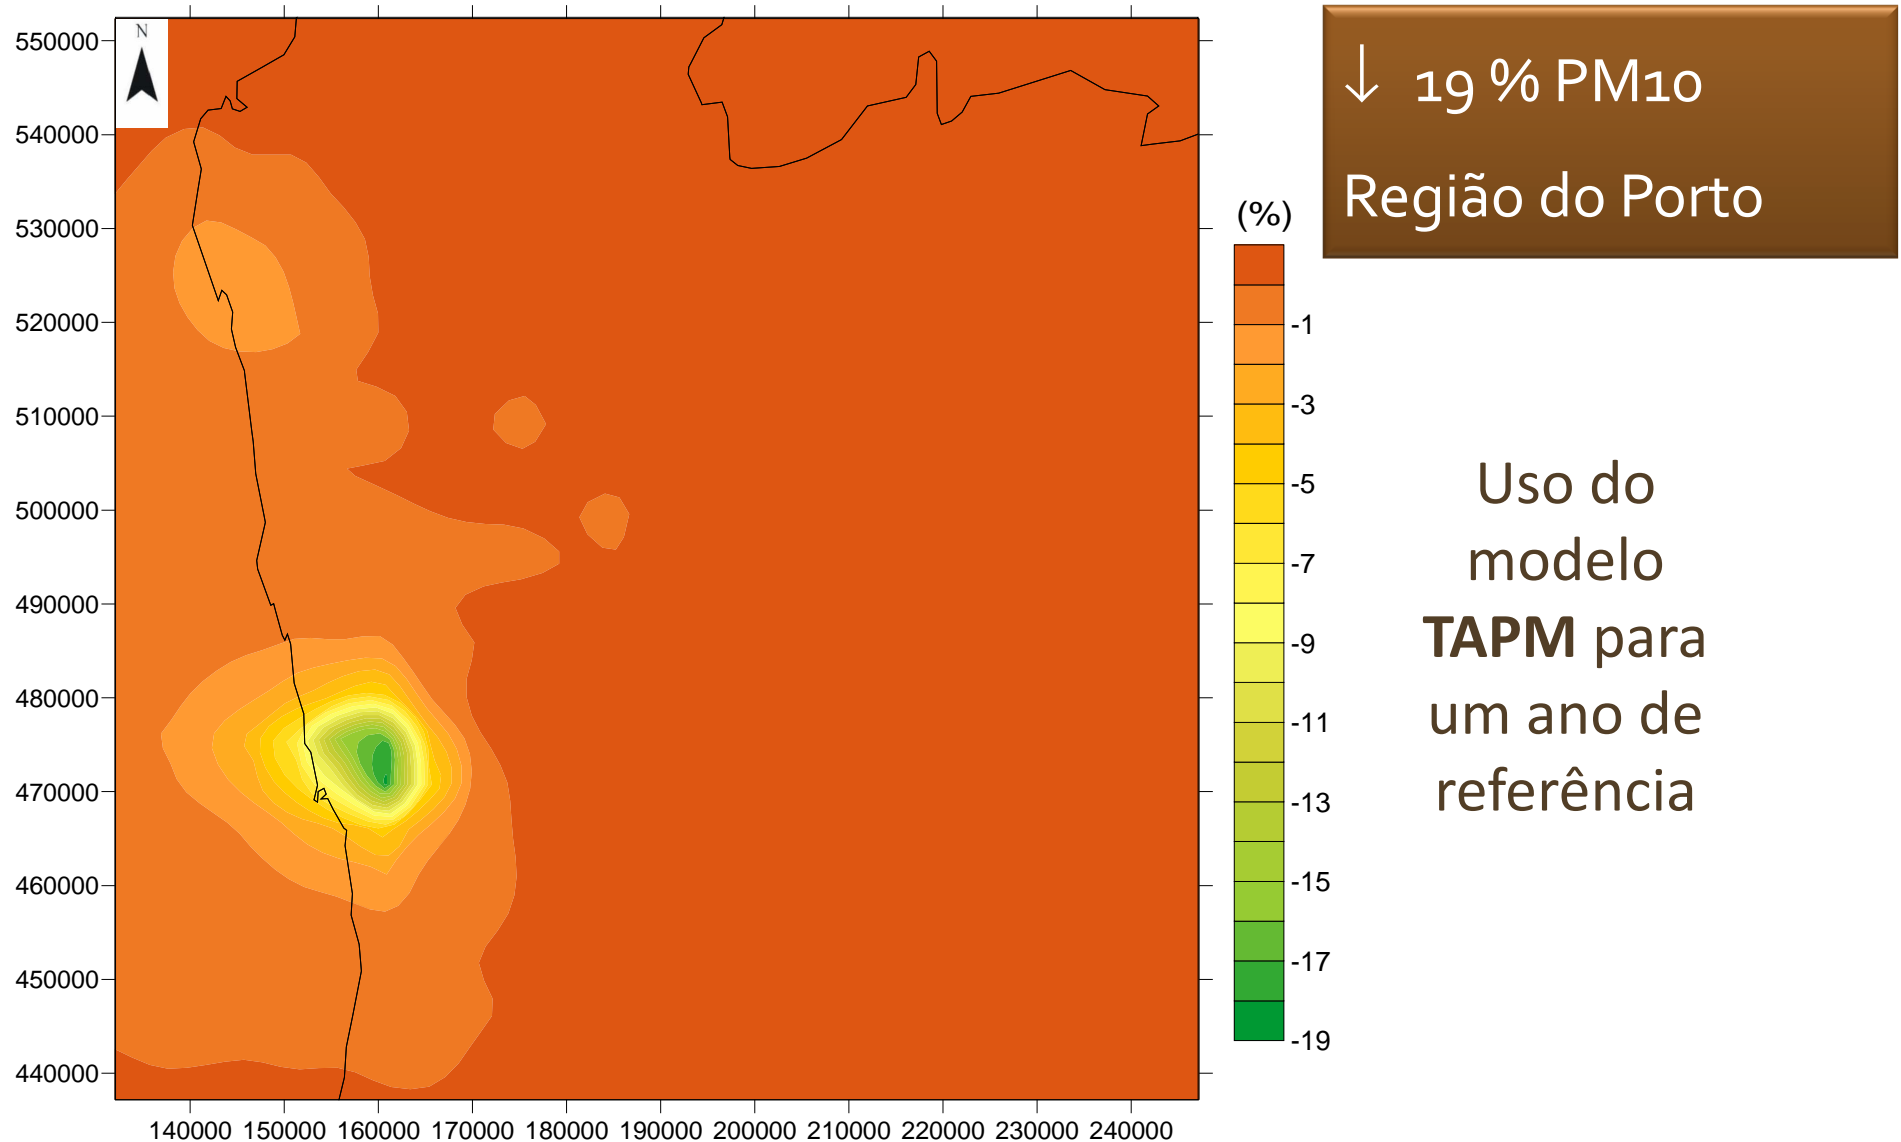 N
550000
540000
530000
520000
510000
500000
490000
480000
470000
460000
450000
440000
140000 150000 160000 170000 180000 190000 200000 210000 220000 230000 240000
(%)
-1
-3
-5
-7
-9
-11
-13
-15
-17
-19
↓ 19 % PM10
Região do Porto
Uso do
modelo
TAPM para
um ano de
referência